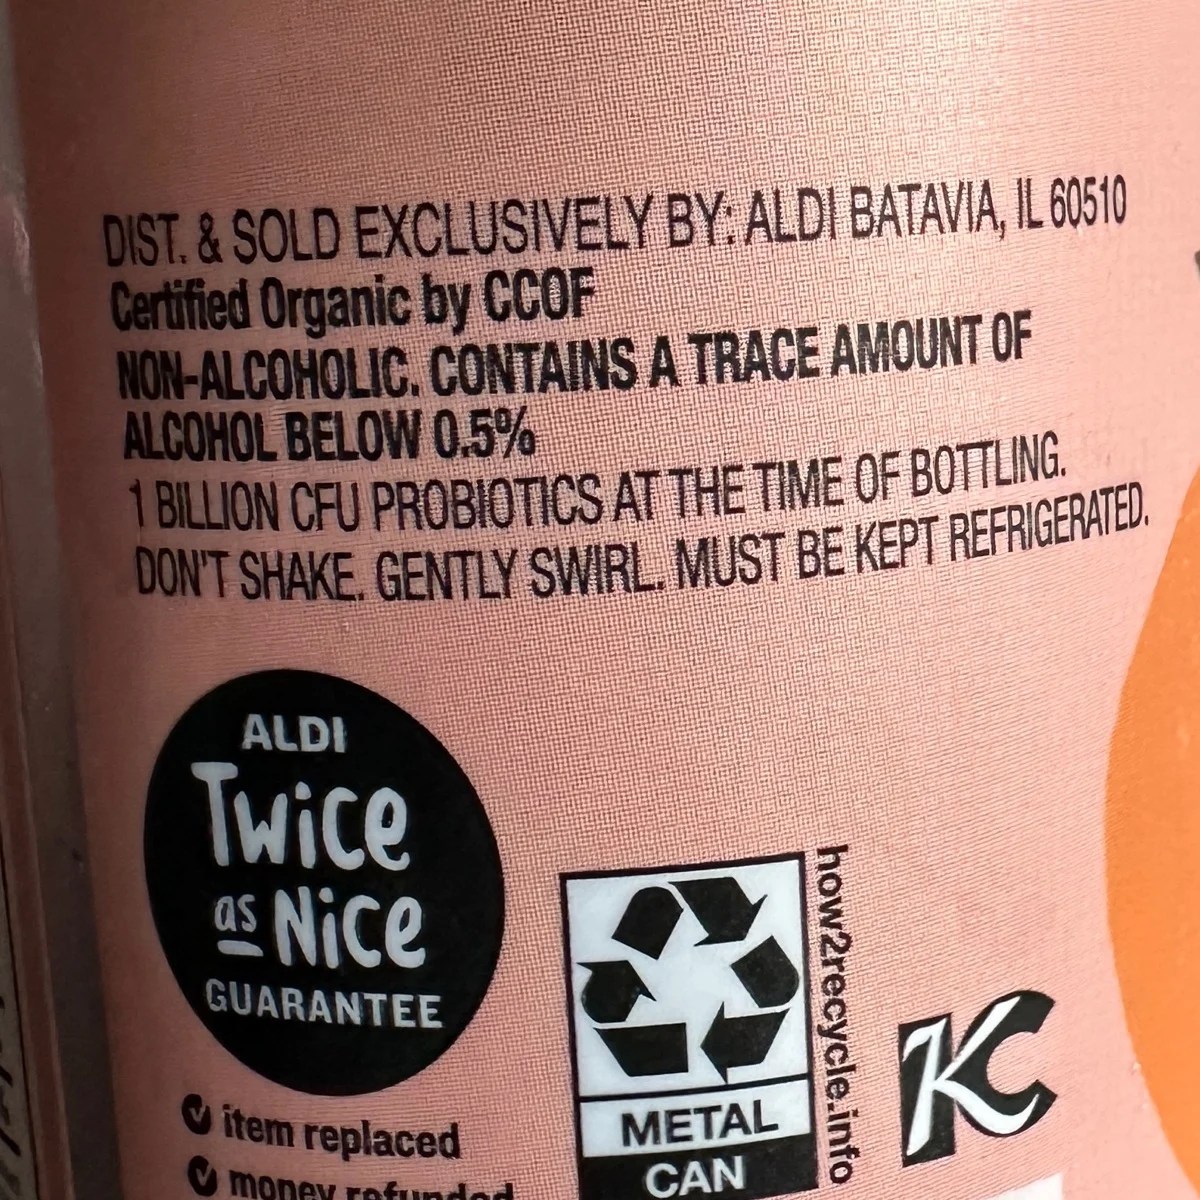 DIST. & SOLD EXCLUSIVELY BY: ALDI BATAVIA, IL 60510
Certified Organic by CCOF
NON-ALCOHOLIC. CONTAINS A TRACE AMOUNT OF
ALCOHOL BELOW 0.5%
1 BILLION CFU PROBIOTICS AT THE TIME OF BOTTLING.
DON'T SHAKE. GENTLY SWIRL. MUST BE KEPT REFRIGERATED.
ALDI
Twice
as Nice
GUARANTEE
item replaced
money refunded
METAL
CAN
how2recycle.info
KC